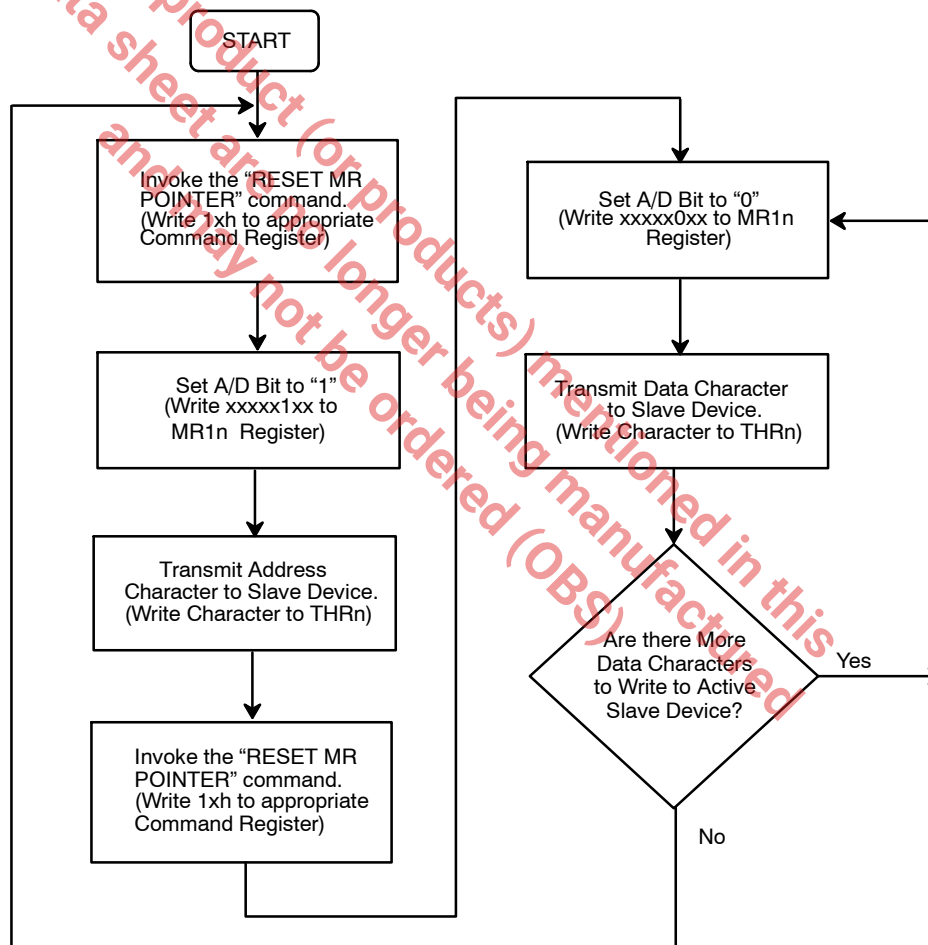 START
Invoke the “RESET MR
POINTER” command.
(Write 1xh to appropriate
Command Register)
Set A/D Bit to “1”
(Write xxxxx1xx to
MR1n Register)
Transmit Address
Character to Slave Device.
(Write Character to THRn)
Invoke the “RESET MR
POINTER” command.
(Write 1xh to appropriate
Command Register)
Set A/D Bit to “0”
(Write xxxxx0xx to MR1n
Register)
Transmit Data Character
to Slave Device.
(Write Character to THRn)
Are there More
Data Characters
to Write to Active
Slave Device?
Yes
No
product (or products) mentioned in this
sheet are no longer being manufactured
and may not be ordered (OBS)